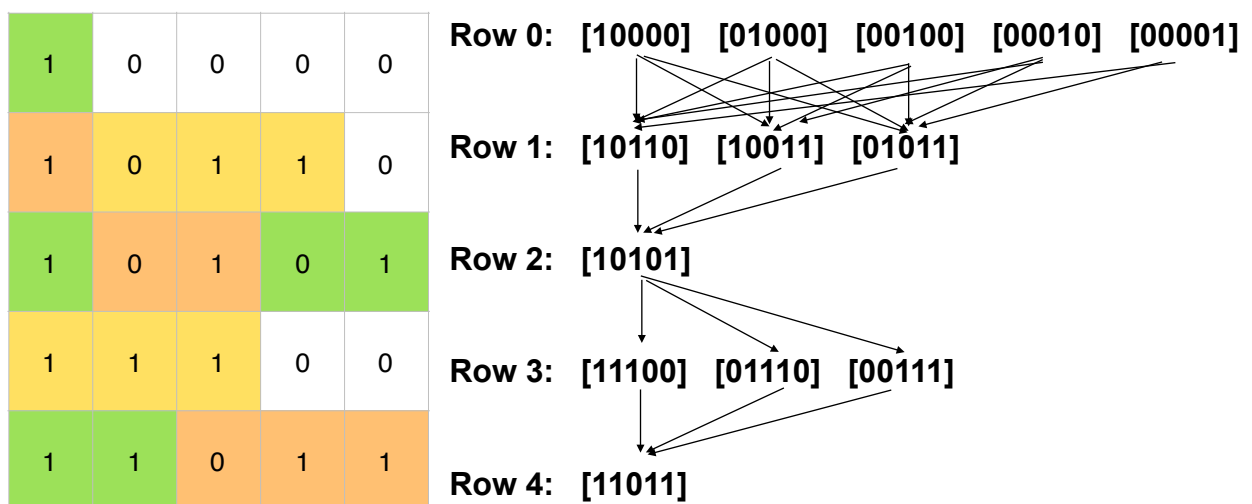 1 0 0 0 0
1 0 1 1 0
1 0 1 0 1
1 1 1 0 0
1 1 0 1 1
Row 0: [10000] [01000] [00100] [00010] [00001]
Row 1: [10110] [10011] [01011]
Row 2: [10101]
Row 3: [11100] [01110] [00111]
Row 4: [11011]